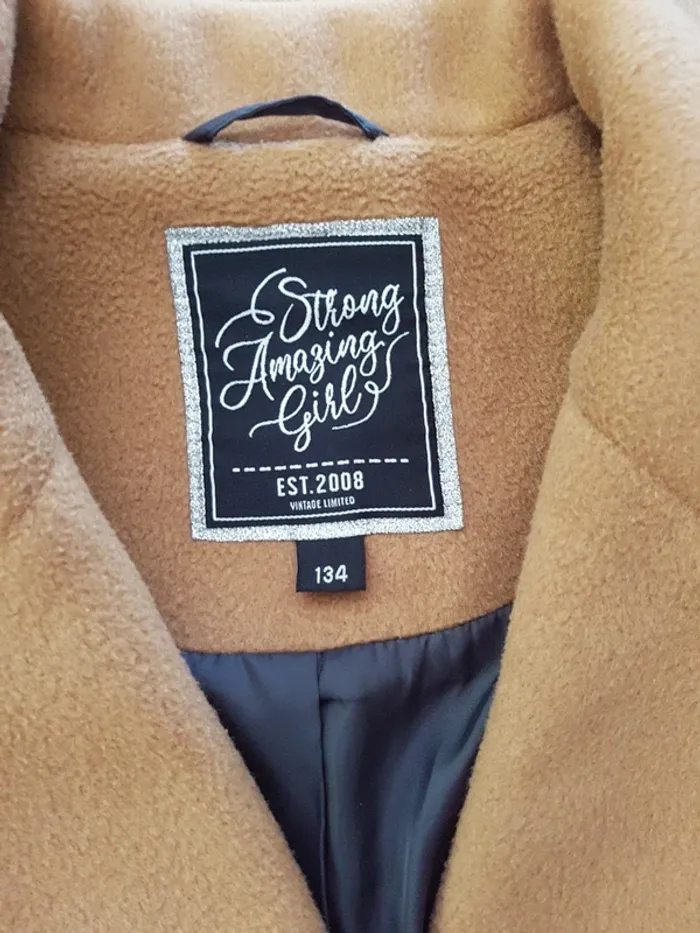 Strong
Amazing
Girl
EST.2008
VINTAGE LIMITED
134